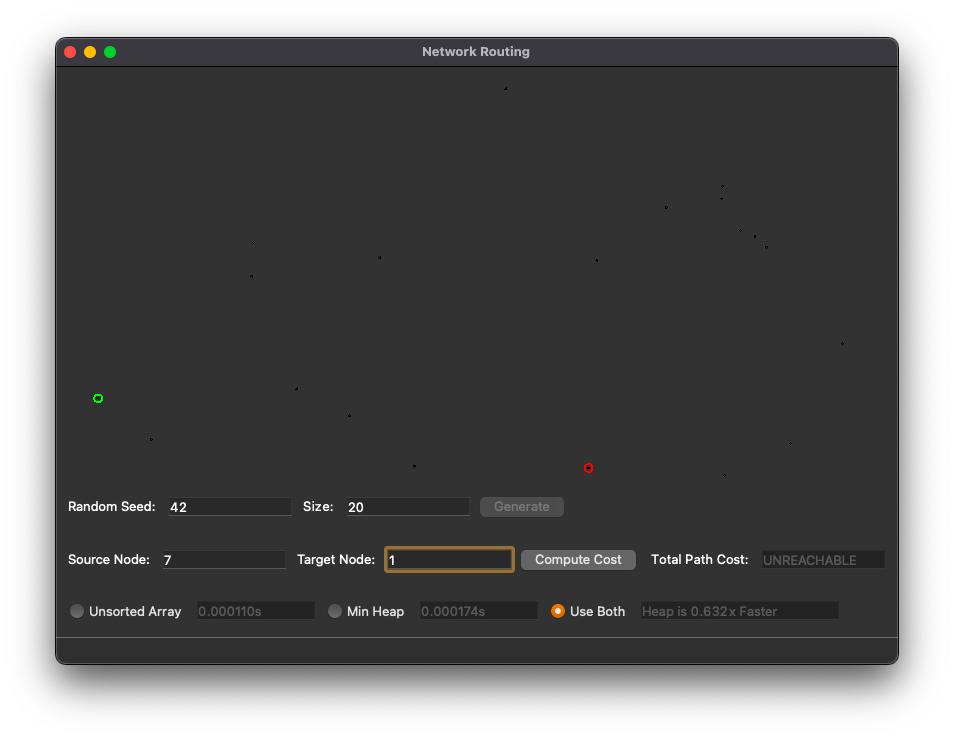 Network Routing
Random Seed: 42 Size: 20 Generate
Source Node: 7 Target Node: 1 Compute Cost Total Path Cost: UNREACHABLE
Unsorted Array 0.000110s Min Heap 0.000174s Use Both Heap is 0.632x Faster